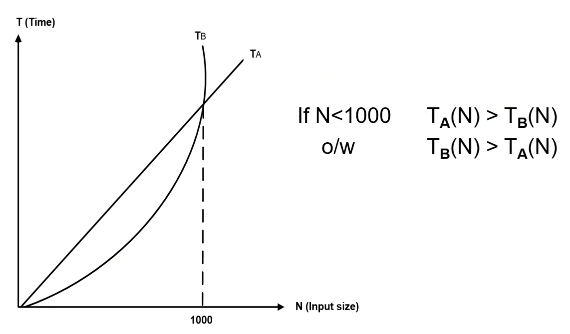 T (Time)
TB
TA
If N<1000 TA(N) > TB(N)
o/w TB(N) > TA(N)
N (Input size)
1000